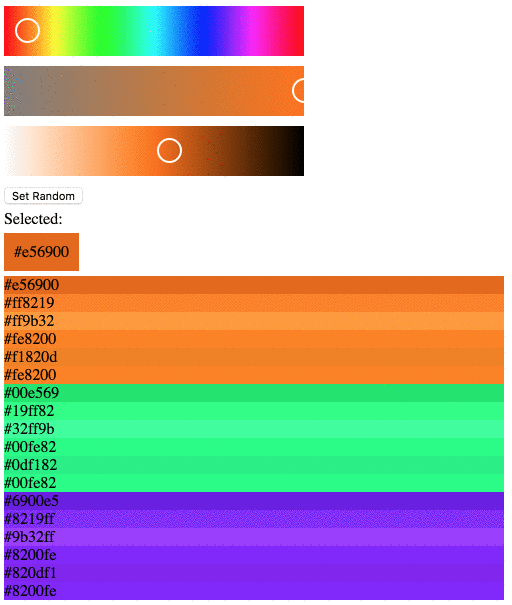 Set Random
Selected:
#e56900
#e56900
#ff8219
#ff9b32
#fe8200
#f1820d
#fe8200
#00e569
#19ff82
#32ff9b
#00fe82
#0df182
#00fe82
#6900e5
#8219ff
#9b32ff
#8200fe
#820df1
#8200fe